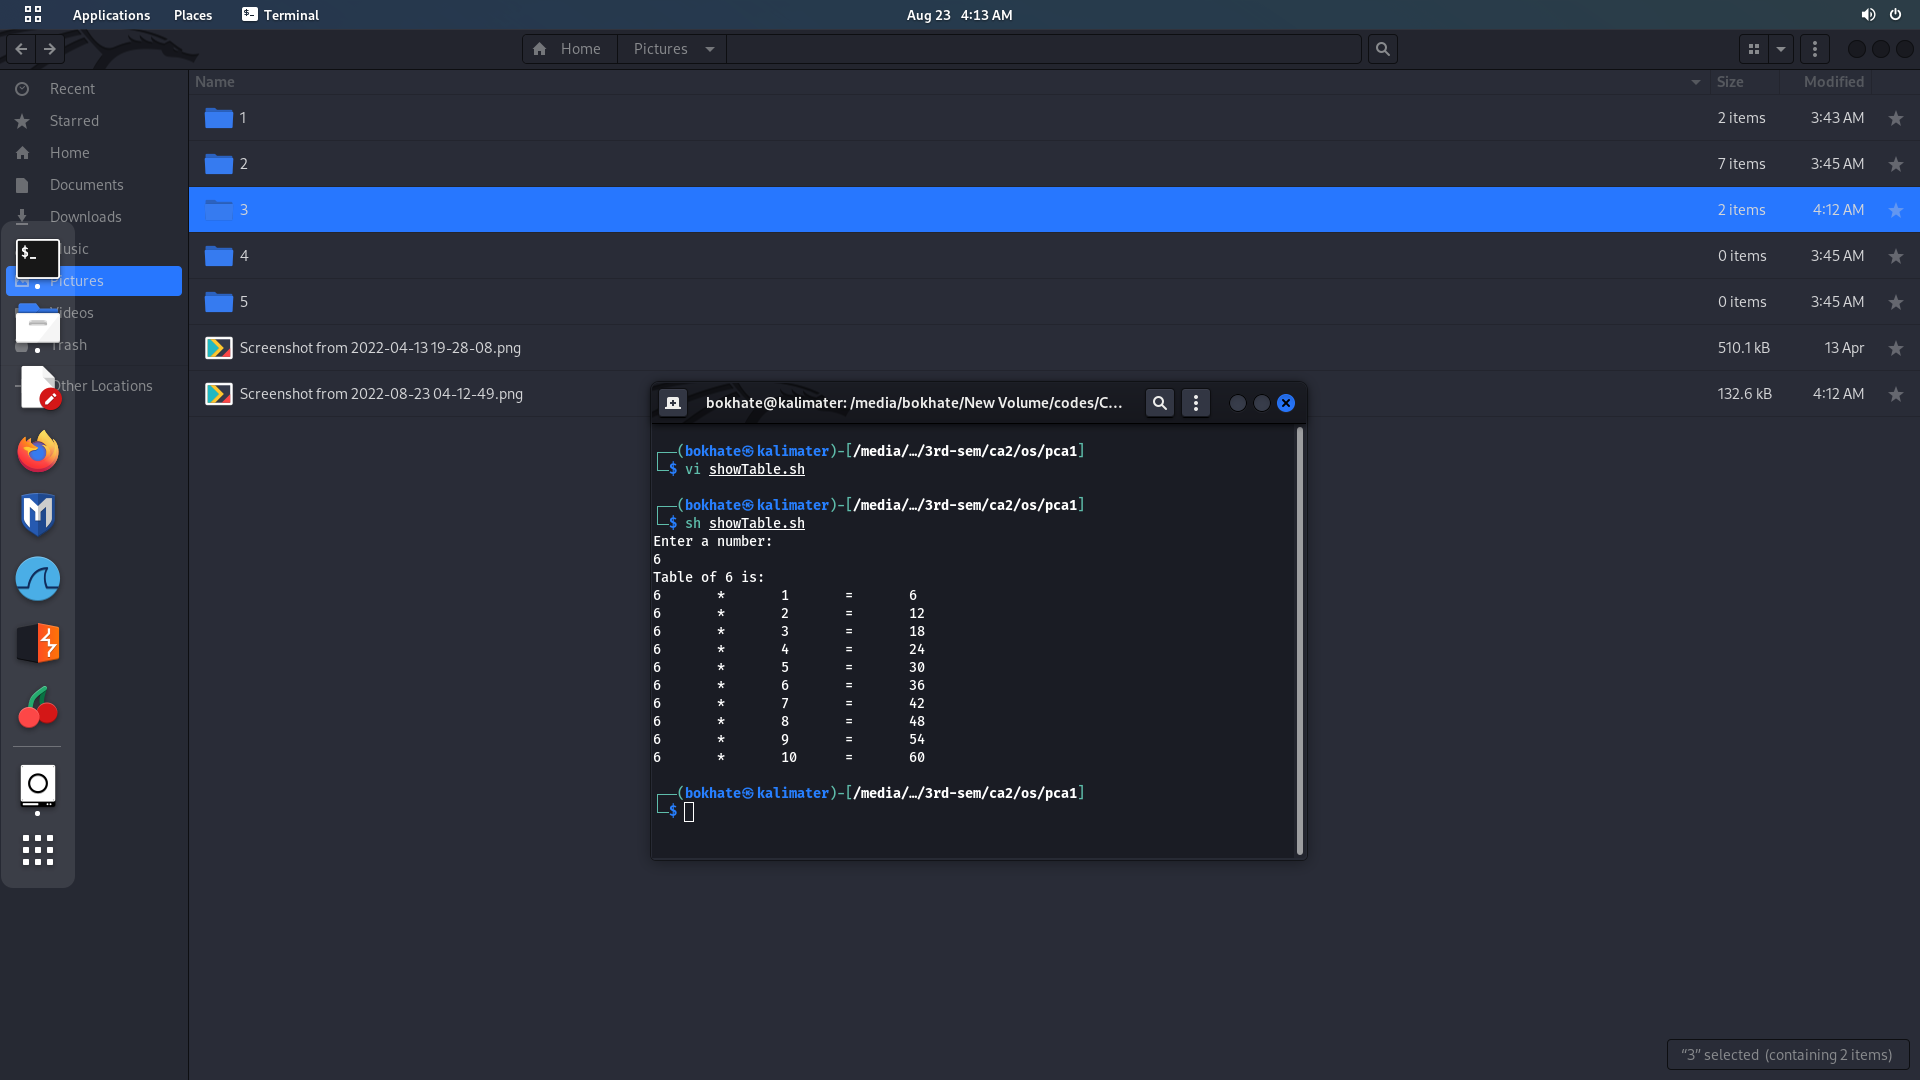 Applications Places Terminal Aug 23 4:13 AM
Home Pictures
Name Size Modified
Recent
Starred
Home
Documents
Downloads
usic
Pictures
ideos
Trash
Other Locations
1 2 items 3:43 AM
2 7 items 3:45 AM
3 2 items 4:12 AM
4 0 items 3:45 AM
5 0 items 3:45 AM
Screenshot from 2022-04-13 19-28-08.png 510.1 kB 13 Apr
Screenshot from 2022-08-23 04-12-49.png 132.6 kB 4:12 AM
$_
bokhate@kalimater: /media/bokhate/New Volume/codes/C...
┌──(bokhate㉿kalimater)-[/media/…/3rd-sem/ca2/os/pca1]
└─$ vi showTable.sh
┌──(bokhate㉿kalimater)-[/media/…/3rd-sem/ca2/os/pca1]
└─$ sh showTable.sh
Enter a number:
6
Table of 6 is:
6 * 1 = 6
6 * 2 = 12
6 * 3 = 18
6 * 4 = 24
6 * 5 = 30
6 * 6 = 36
6 * 7 = 42
6 * 8 = 48
6 * 9 = 54
6 * 10 = 60
┌──(bokhate㉿kalimater)-[/media/…/3rd-sem/ca2/os/pca1]
└─$
"3" selected (containing 2 items)